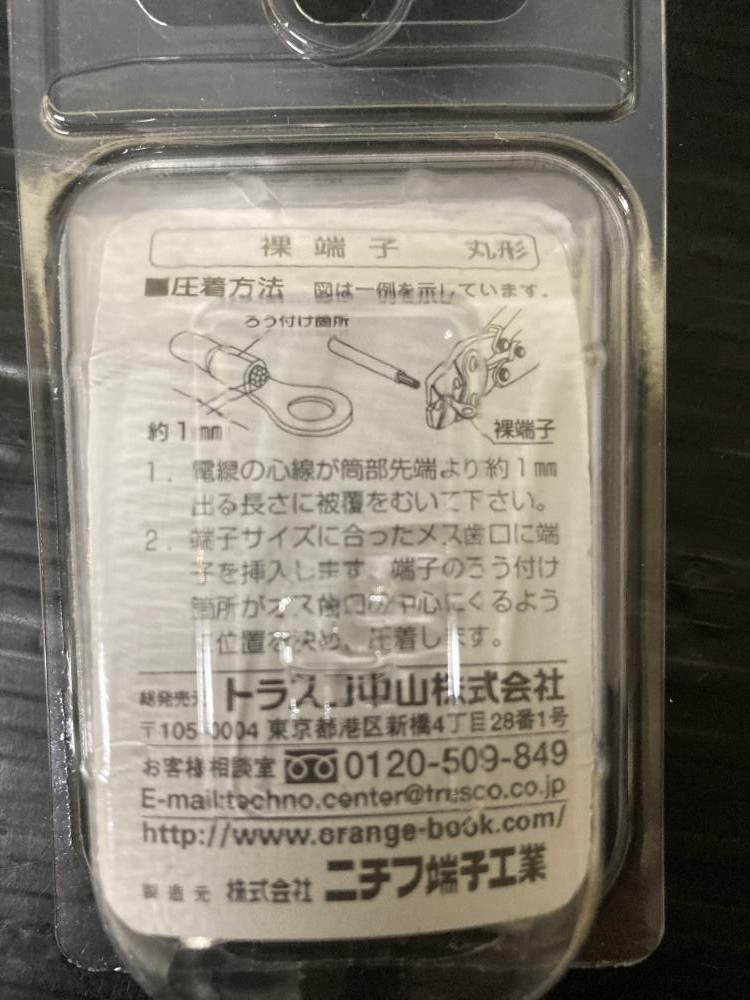 裸端子 丸形
■圧着方法 図は一例を示しています。
ろう付け箇所
約1mm
裸端子
1. 電線の心線が筒部先端より約1mm
出る長さに被覆をむいて下さい。
2. 端子サイズに合ったメス歯口に端
子を挿入します。端子のろう付け
箇所がオス歯口の中心にくるよう
に位置を決め、圧着します。
総発売元 トラスコ中山株式会社
〒105-0004 東京都港区新橋4丁目28番1号
お客様相談室 0120-509-849
E-mail:techno.center@trusco.co.jp
http://www.orange-book.com/
製造元 株式会社 ニチフ端子工業